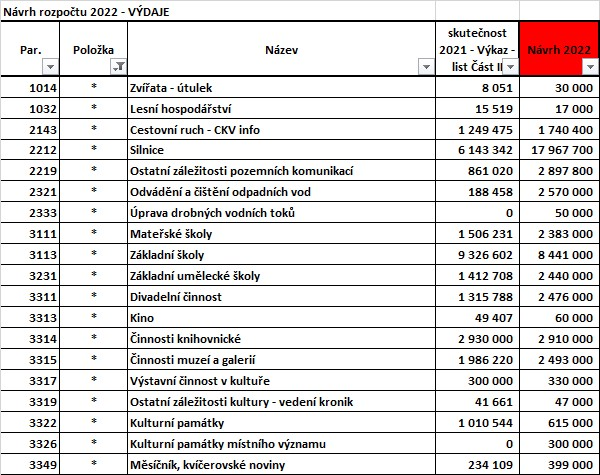 Návrh rozpočtu 2022 - VÝDAJE
Par. Položka Název skutečnost 2021 - Výkaz - list Část II Návrh 2022
1014 * Zvířata - útulek 8 051 30 000
1032 * Lesní hospodářství 15 519 17 000
2143 * Cestovní ruch - CKV info 1 249 475 1 740 400
2212 * Silnice 6 143 342 17 967 700
2219 * Ostatní záležitosti pozemních komunikací 861 020 2 897 800
2321 * Odvádění a čištění odpadních vod 188 458 2 570 000
2333 * Úprava drobných vodních toků 0 50 000
3111 * Mateřské školy 1 506 231 2 383 000
3113 * Základní školy 9 326 602 8 441 000
3231 * Základní umělecké školy 1 412 708 2 440 000
3311 * Divadelní činnost 1 315 788 2 476 000
3313 * Kino 49 407 60 000
3314 * Činnosti knihovnické 2 930 000 2 910 000
3315 * Činnosti muzeí a galerií 1 986 220 2 493 000
3317 * Výstavní činnost v kultuře 300 000 330 000
3319 * Ostatní záležitosti kultury - vedení kronik 41 661 47 000
3322 * Kulturní památky 1 010 544 615 000
3326 * Kulturní památky místního významu 0 300 000
3349 * Měsíčník, kvíčerovské noviny 234 109 399 000